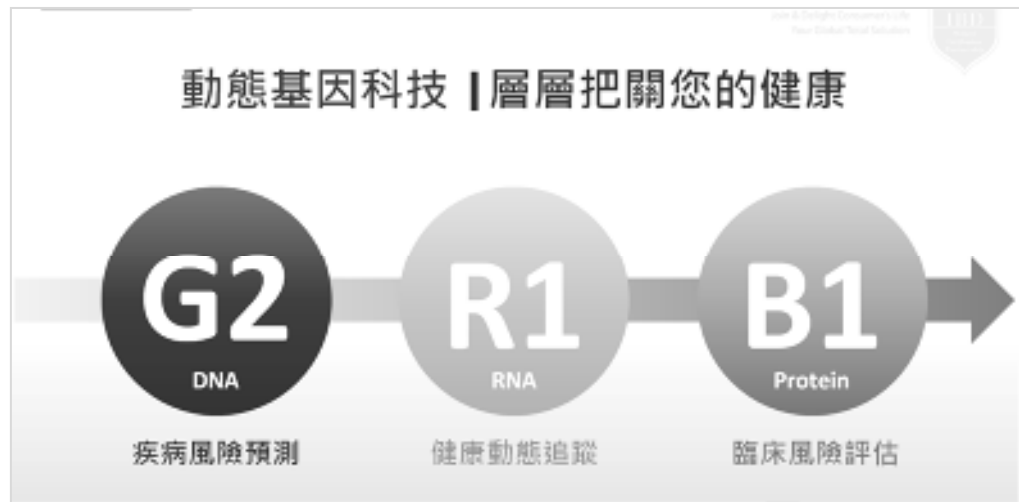 動態基因科技 | 層層把關您的健康
G2
DNA
疾病風險預測
R1
RNA
健康動態追蹤
B1
Protein
臨床風險評估